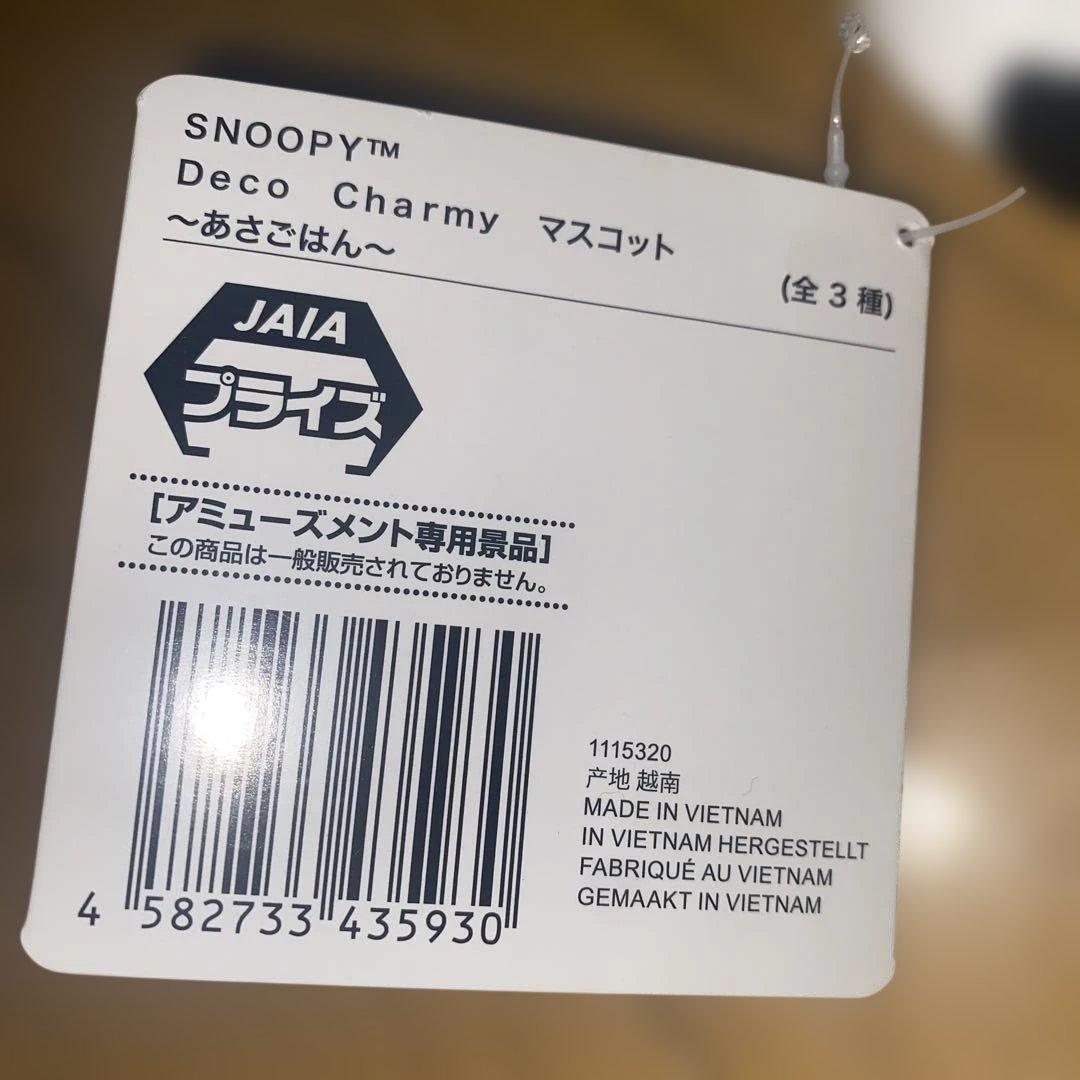 SNOOPY™
Deco Charmy マスコット
～あさごはん～
(全 3 種)
JAIA
プライズ
[アミューズメント専用景品]
この商品は一般販売されておりません。
4 582733 435930
1115320
产地 越南
MADE IN VIETNAM
IN VIETNAM HERGESTELLT
FABRIQUÉ AU VIETNAM
GEMAAKT IN VIETNAM